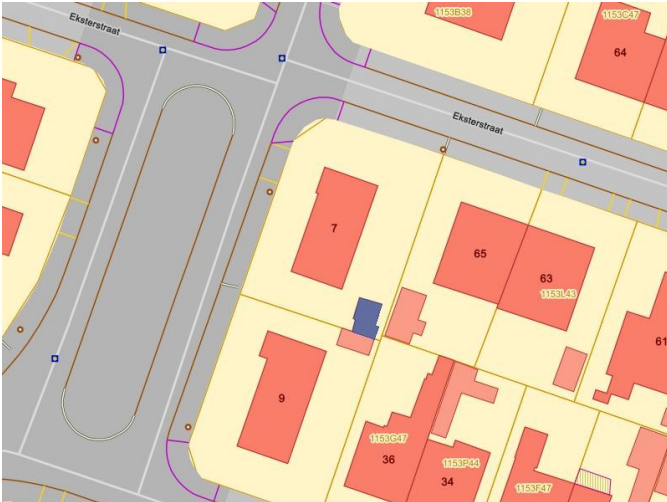 Eksterstraat
1153B38
1153C47
64
Eksterstraat
7
65
63
1153L43
61
9
1153G47
36
1153P44
34
1153F47